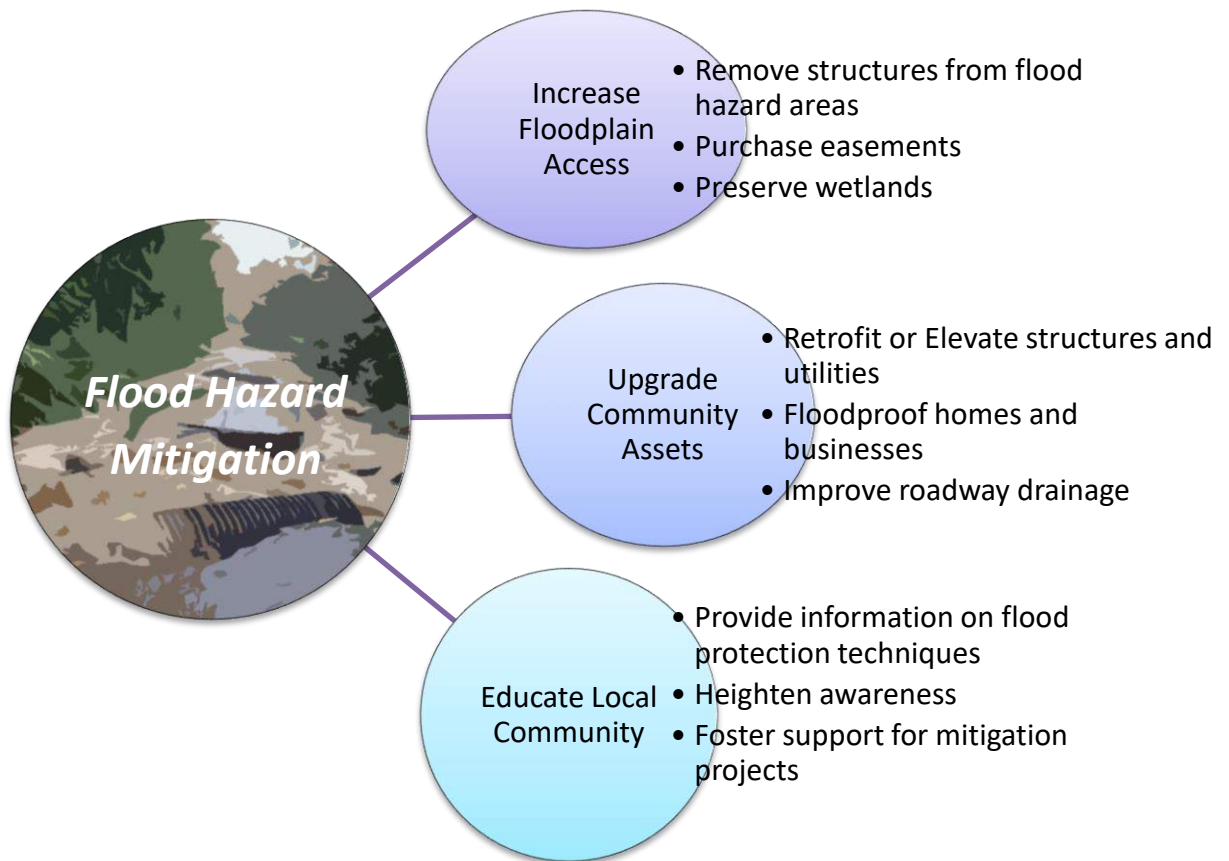 Flood Hazard
Mitigation
Increase
Floodplain
Access
• Remove structures from flood
hazard areas
• Purchase easements
• Preserve wetlands
Upgrade
Community
Assets
• Retrofit or Elevate structures and
utilities
• Floodproof homes and
businesses
• Improve roadway drainage
Educate Local
Community
• Provide information on flood
protection techniques
• Heighten awareness
• Foster support for mitigation
projects